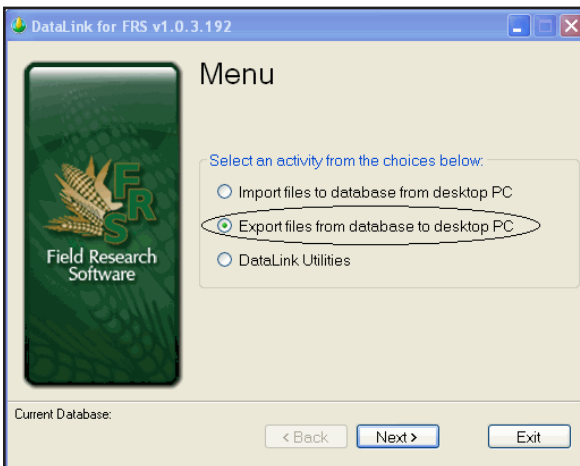 DataLink for FRS v1.0.3.192
Menu
Select an activity from the choices below:
Import files to database from desktop PC
Export files from database to desktop PC
DataLink Utilities
FRS
Field Research
Software
Current Database:
< Back
Next >
Exit